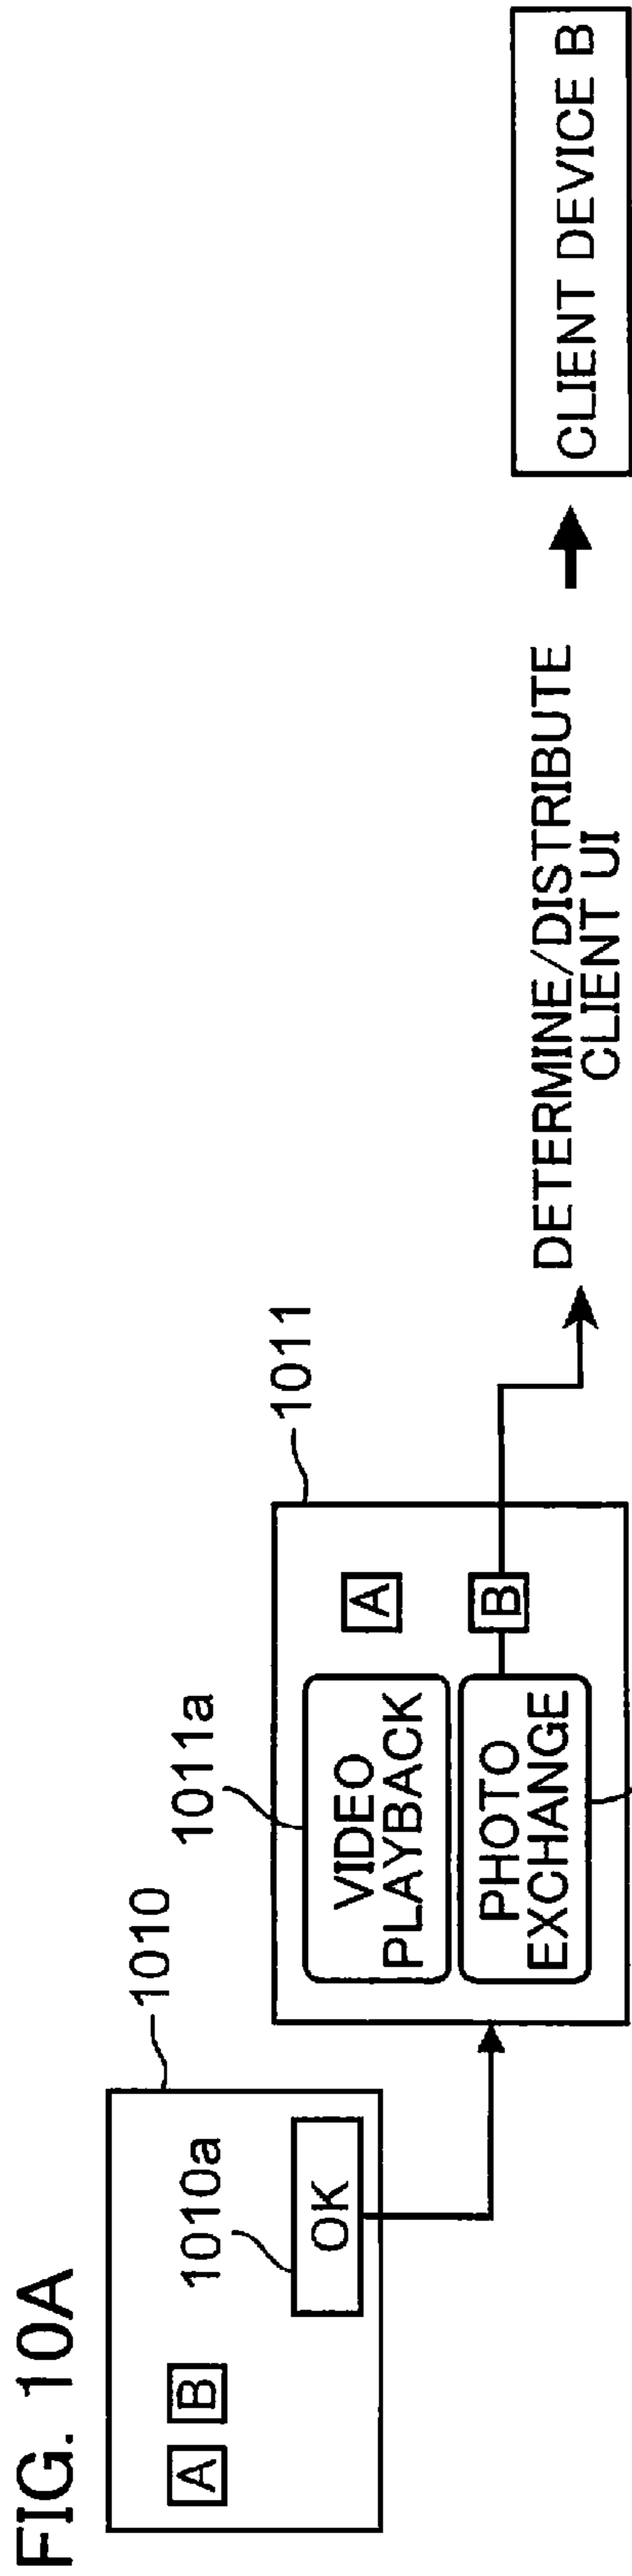 FIG. 10A
1010
A B
1010a
OK
1011
1011a
VIDEO
PLAYBACK
A
PHOTO
EXCHANGE
B
DETERMINE/DISTRIBUTE
CLIENT UI
CLIENT DEVICE B